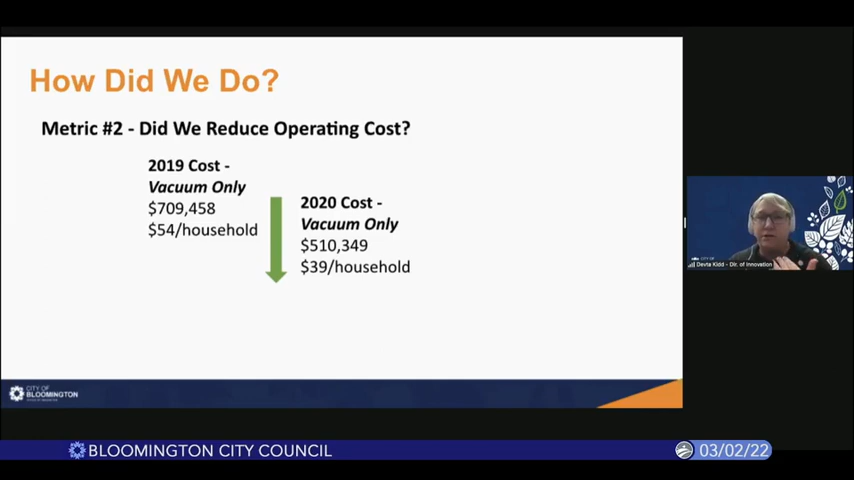 How Did We Do?
Metric #2 - Did We Reduce Operating Cost?
2019 Cost -
Vacuum Only
$709,458
$54/household
2020 Cost -
Vacuum Only
$510,349
$39/household
CITY OF
BLOOMINGTON
Devta Kidd - Dir. of Innovation
BLOOMINGTON CITY COUNCIL
03/02/22